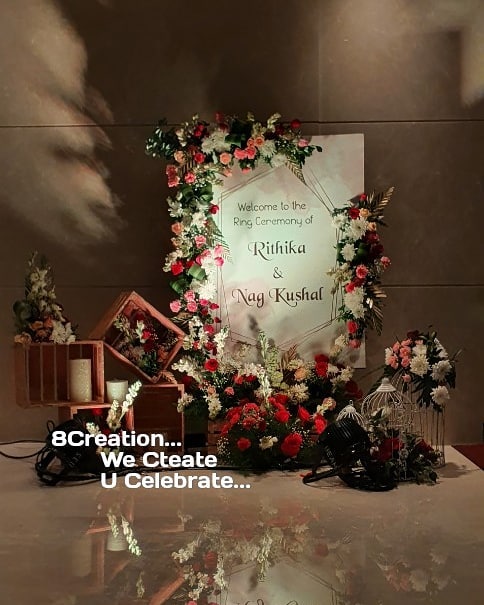 Welcome to the
Ring Ceremony of
Rithika
&
Nag Kushal
8Creation...
We Cteate
U Celebrate...